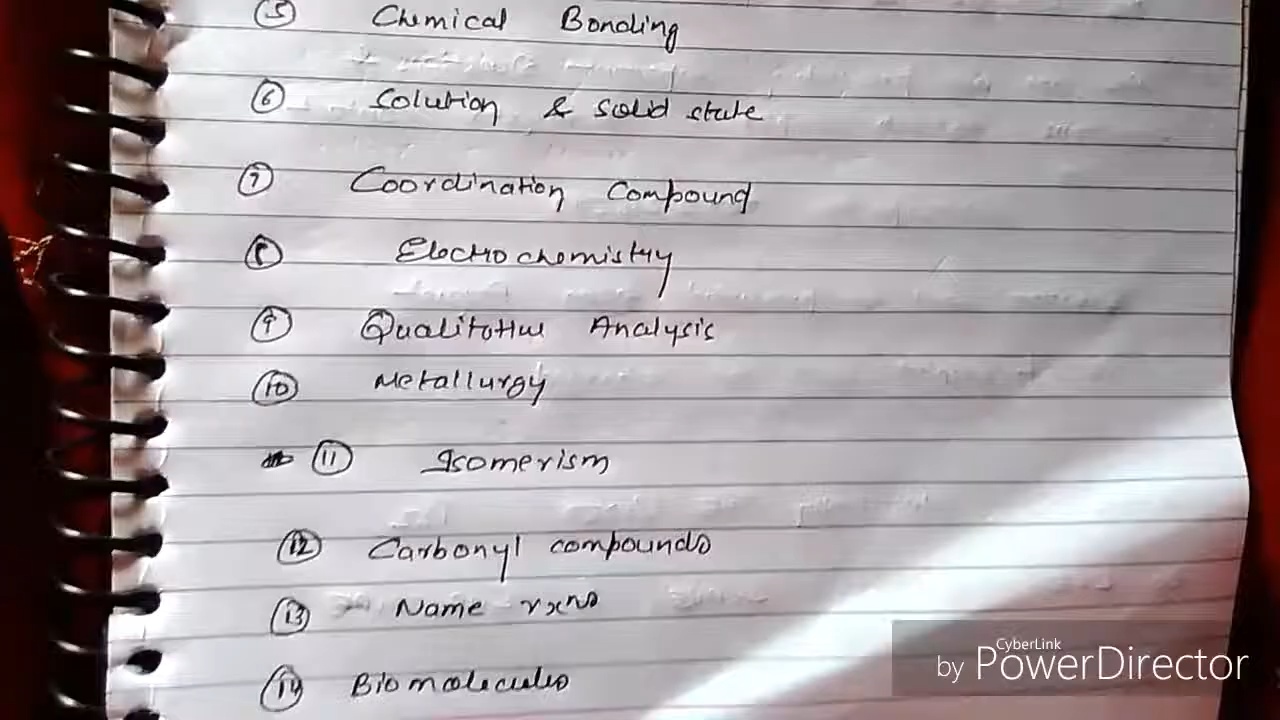 5 Chemical Bonding
6 Solution & solid state
7 Coordination Compound
8 Electrochemistry
9 Qualitative Analysis
10 Metallurgy
11 Isomerism
12 Carbonyl compounds
13 Name rxns
14 Biomolecules
CyberLink
by PowerDirector